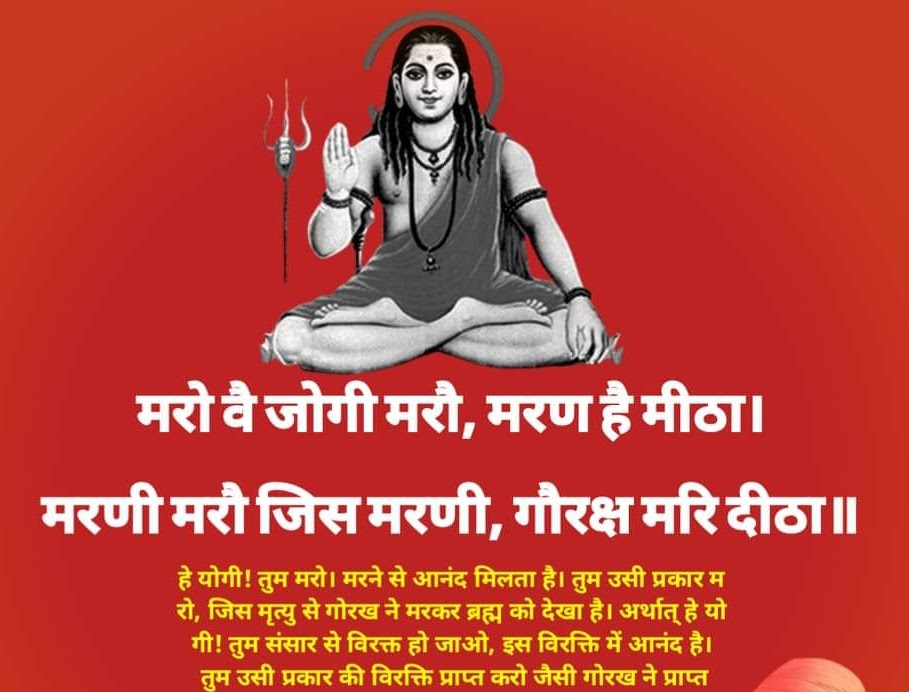 मरो वै जोगी मरौ, मरण है मीठा।
मरणी मरौ जिस मरणी, गौरक्ष मरि दीठा॥
हे योगी! तुम मरो। मरने से आनंद मिलता है। तुम उसी प्रकार म
रो, जिस मृत्यु से गोरख ने मरकर ब्रह्म को देखा है। अर्थात् हे यो
गी! तुम संसार से विरक्त हो जाओ, इस विरक्ति में आनंद है।
तुम उसी प्रकार की विरक्ति प्राप्त करो जैसी गोरख ने प्राप्त